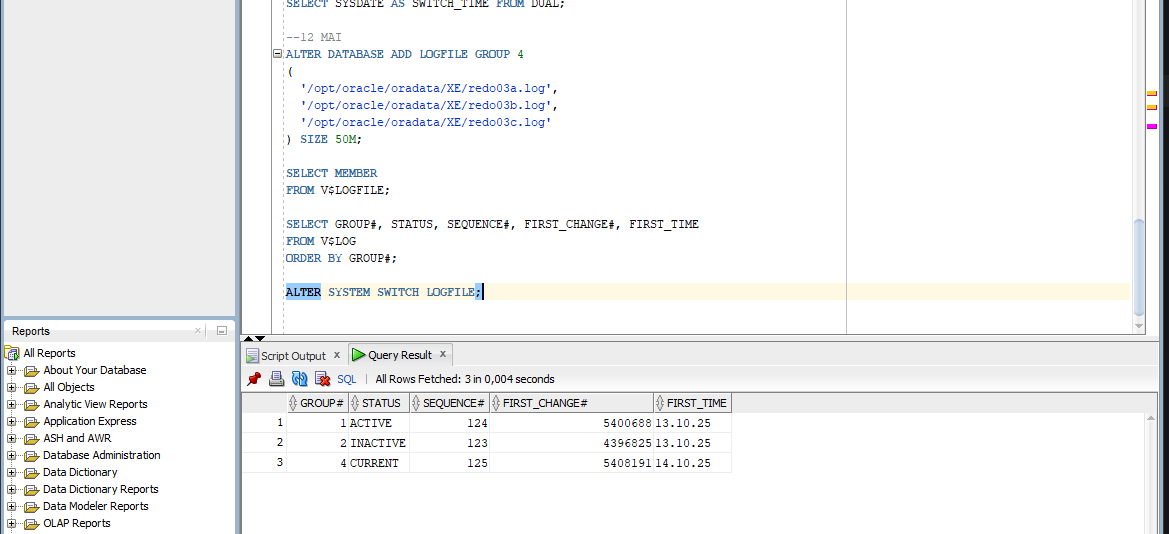 SELECT SYSDATE AS SWITCH_TIME FROM DUAL;
--12 MAI
ALTER DATABASE ADD LOGFILE GROUP 4
(
'/opt/oracle/oradata/XE/redo03a.log',
'/opt/oracle/oradata/XE/redo03b.log',
'/opt/oracle/oradata/XE/redo03c.log'
) SIZE 50M;
SELECT MEMBER
FROM V$LOGFILE;
SELECT GROUP#, STATUS, SEQUENCE#, FIRST_CHANGE#, FIRST_TIME
FROM V$LOG
ORDER BY GROUP#;
ALTER SYSTEM SWITCH LOGFILE;
Reports
All Reports
About Your Database
All Objects
Analytic View Reports
Application Express
ASH and AWR
Database Administration
Data Dictionary
Data Dictionary Reports
Data Modeler Reports
OLAP Reports
Script Output x Query Result x
SQL | All Rows Fetched: 3 in 0,004 seconds
GROUP# STATUS SEQUENCE# FIRST_CHANGE# FIRST_TIME
1 1 ACTIVE 124 5400688 13.10.25
2 2 INACTIVE 123 4396825 13.10.25
3 4 CURRENT 125 5408191 14.10.25